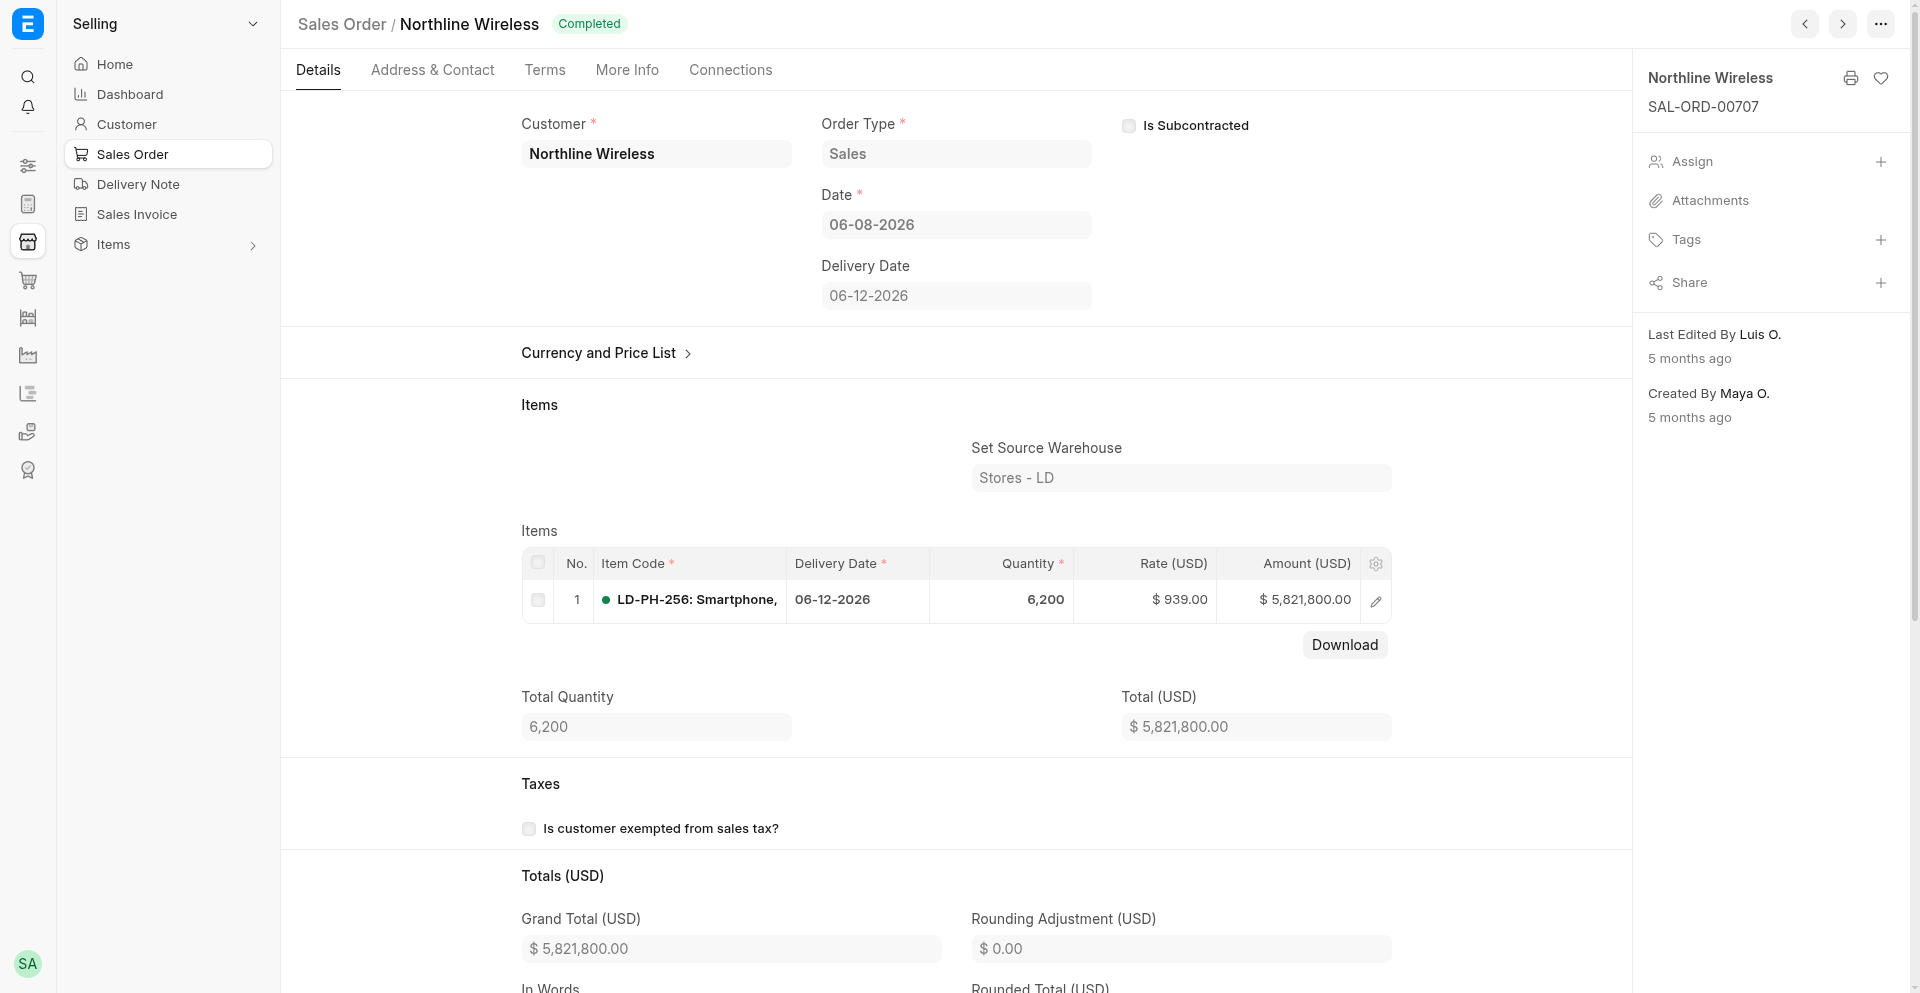 Selling
Home
Dashboard
Customer
Sales Order
Delivery Note
Sales Invoice
Items
SA
Sales Order / Northline Wireless Completed
Details Address & Contact Terms More Info Connections
Customer *
Northline Wireless
Order Type *
Sales
Date *
06-08-2026
Delivery Date
06-12-2026
Is Subcontracted
Currency and Price List
Items
Set Source Warehouse
Stores - LD
Items
No. Item Code * Delivery Date * Quantity * Rate (USD) Amount (USD)
1 LD-PH-256: Smartphone, 06-12-2026 6,200 $ 939.00 $ 5,821,800.00
Download
Total Quantity
6,200
Total (USD)
$ 5,821,800.00
Taxes
Is customer exempted from sales tax?
Totals (USD)
Grand Total (USD)
$ 5,821,800.00
Rounding Adjustment (USD)
$ 0.00
In Words
Rounded Total (USD)
Northline Wireless
SAL-ORD-00707
Assign
Attachments
Tags
Share
Last Edited By Luis O.
5 months ago
Created By Maya O.
5 months ago